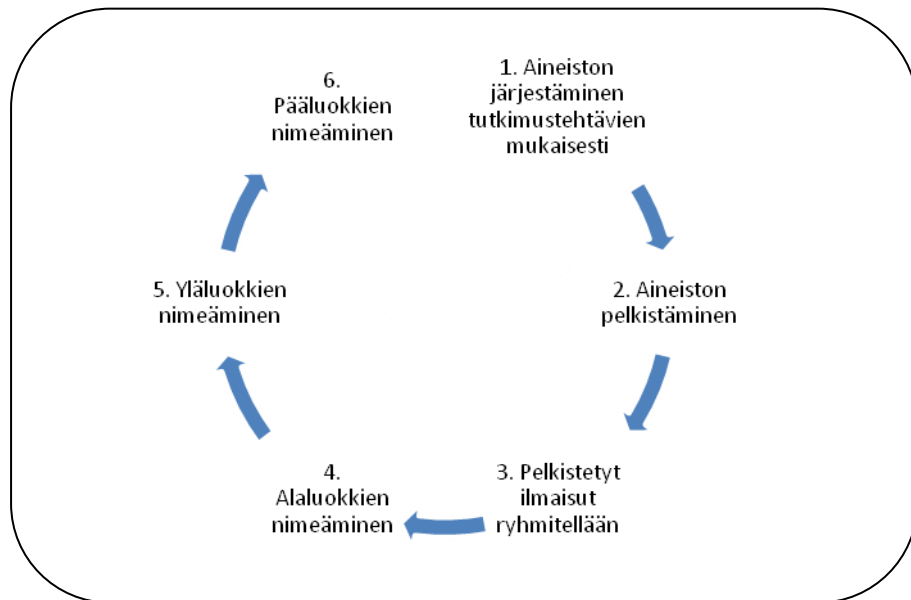 1. Aineiston
järjestäminen
tutkimustehtävien
mukaisesti
2. Aineiston
pelkistäminen
3. Pelkistetyt
ilmaisut
ryhmitellään
4.
Alaluokkien
nimeäminen
5. Yläluokkien
nimeäminen
6.
Pääluokkien
nimeäminen